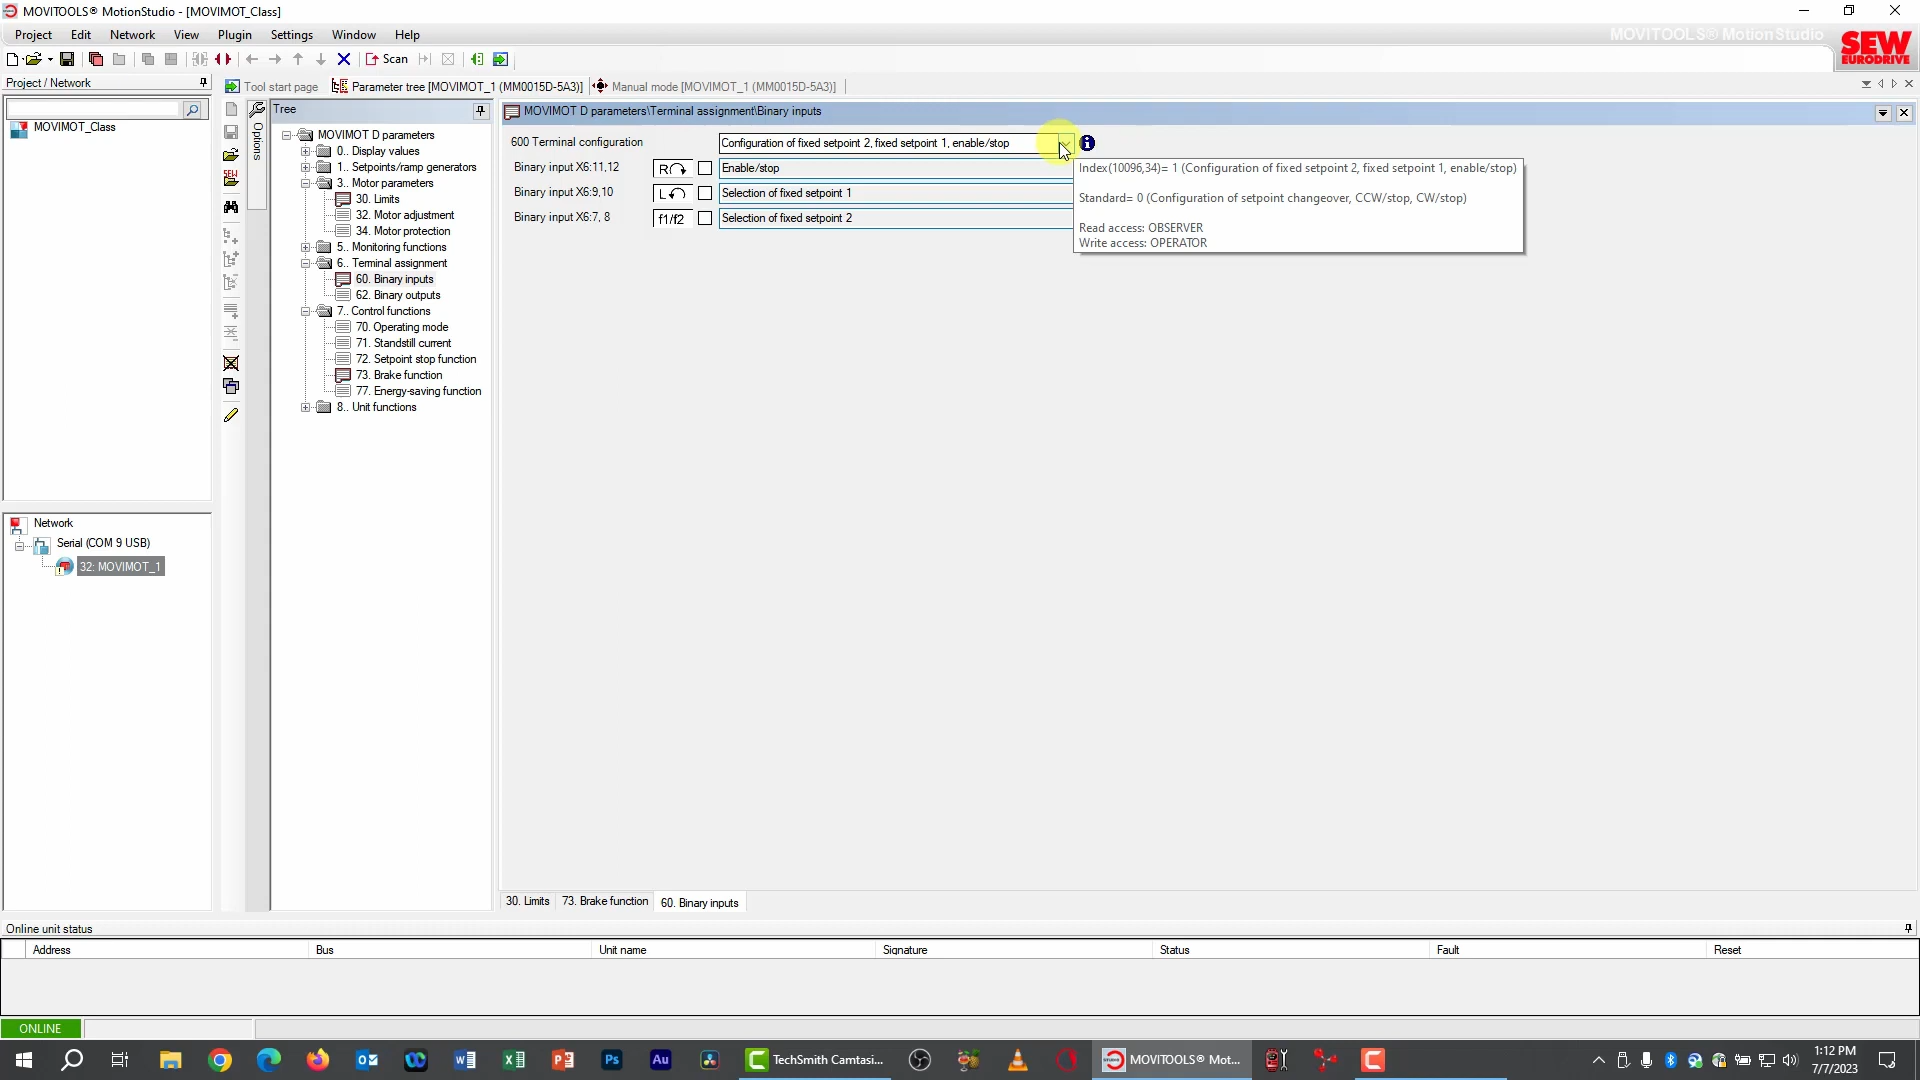 MOVITOOLS® MotionStudio - [MOVIMOT_Class]
Project Edit Network View Plugin Settings Window Help
MOVITOOLS® MotionStudio
SEW
EURODRIVE
Scan
Project / Network
Tool start page
Parameter tree [MOVIMOT_1 (MM0015D-5A3)]
Manual mode [MOVIMOT_1 (MM0015D-5A3)]
MOVIMOT_Class
Options
Tree
MOVIMOT D parameters
0.. Display values
1.. Setpoints/ramp generators
3.. Motor parameters
30. Limits
32. Motor adjustment
34. Motor protection
5.. Monitoring functions
6.. Terminal assignment
60. Binary inputs
62. Binary outputs
7.. Control functions
70. Operating mode
71. Standstill current
72. Setpoint stop function
73. Brake function
77. Energy-saving function
8.. Unit functions
MOVIMOT D parameters\Terminal assignment\Binary inputs
600 Terminal configuration
Configuration of fixed setpoint 2, fixed setpoint 1, enable/stop
Binary input X6:11,12 R Enable/stop
Binary input X6:9,10 L Selection of fixed setpoint 1
Binary input X6:7, 8 f1/f2 Selection of fixed setpoint 2
Index(10096,34)= 1 (Configuration of fixed setpoint 2, fixed setpoint 1, enable/stop)
Standard= 0 (Configuration of setpoint changeover, CCW/stop, CW/stop)
Read access: OBSERVER
Write access: OPERATOR
Network
Serial (COM 9 USB)
32: MOVIMOT_1
30. Limits 73. Brake function 60. Binary inputs
Online unit status
Address Bus Unit name Signature Status Fault Reset
ONLINE
TechSmith Camtasi...
MOVITOOLS® Mot...
1:12 PM
7/7/2023